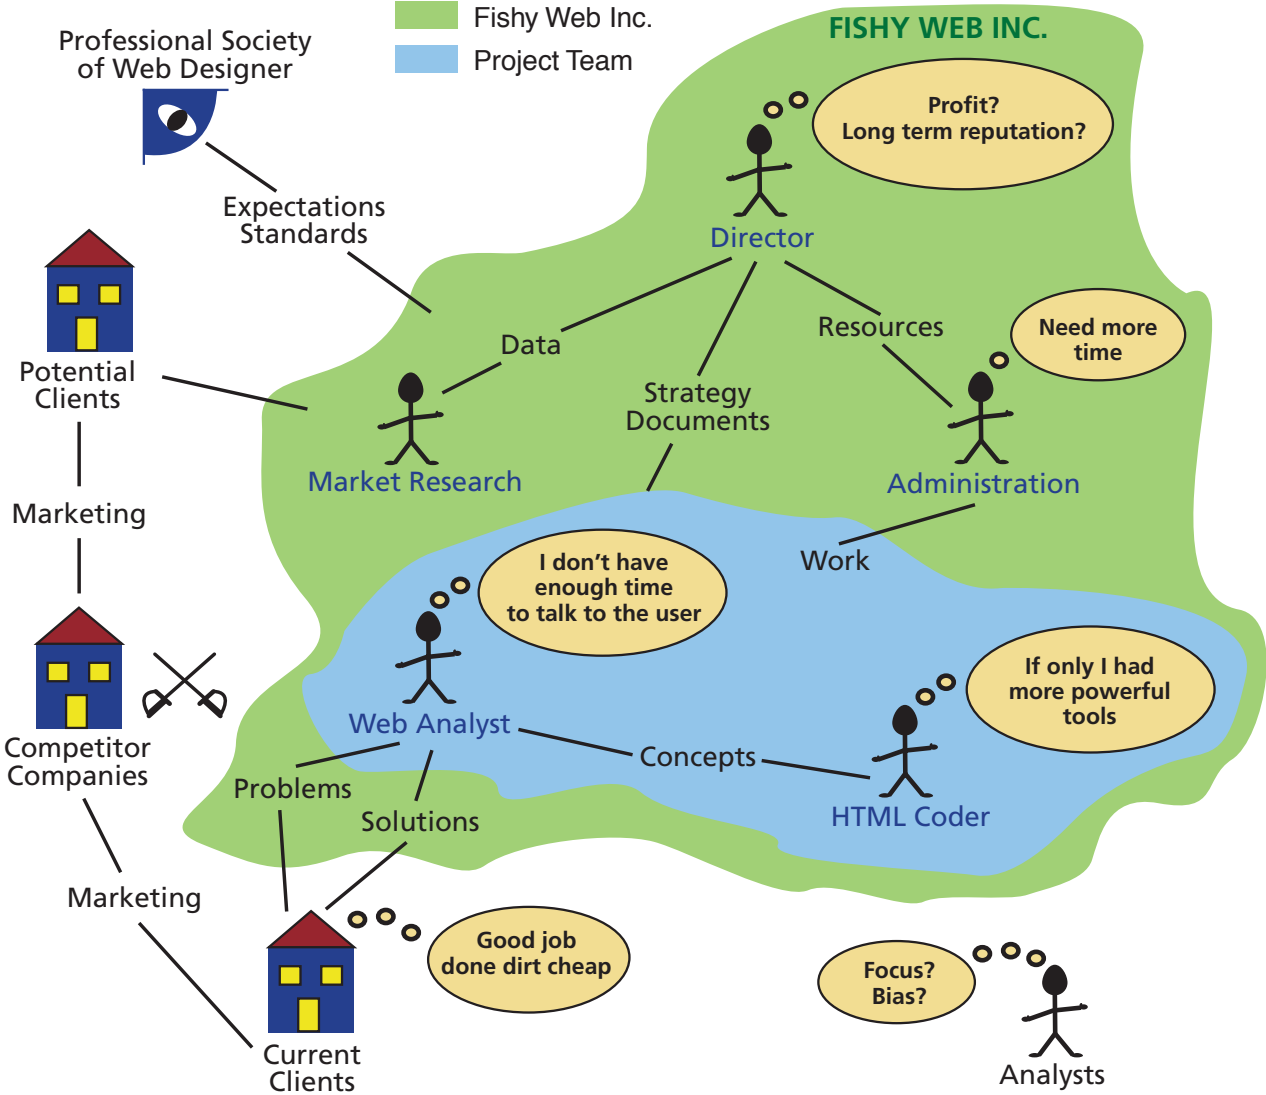 Fishy Web Inc.
Project Team
FISHY WEB INC.
Professional Society
of Web Designer
Profit?
Long term reputation?
Expectations
Standards
Director
Data
Resources
Need more
time
Potential
Clients
Strategy
Documents
Market Research
Administration
Marketing
Work
I don't have
enough time
to talk to the user
If only I had
more powerful
tools
Web Analyst
Competitor
Companies
Concepts
Problems
HTML Coder
Solutions
Marketing
Good job
done dirt cheap
Focus?
Bias?
Current
Clients
Analysts